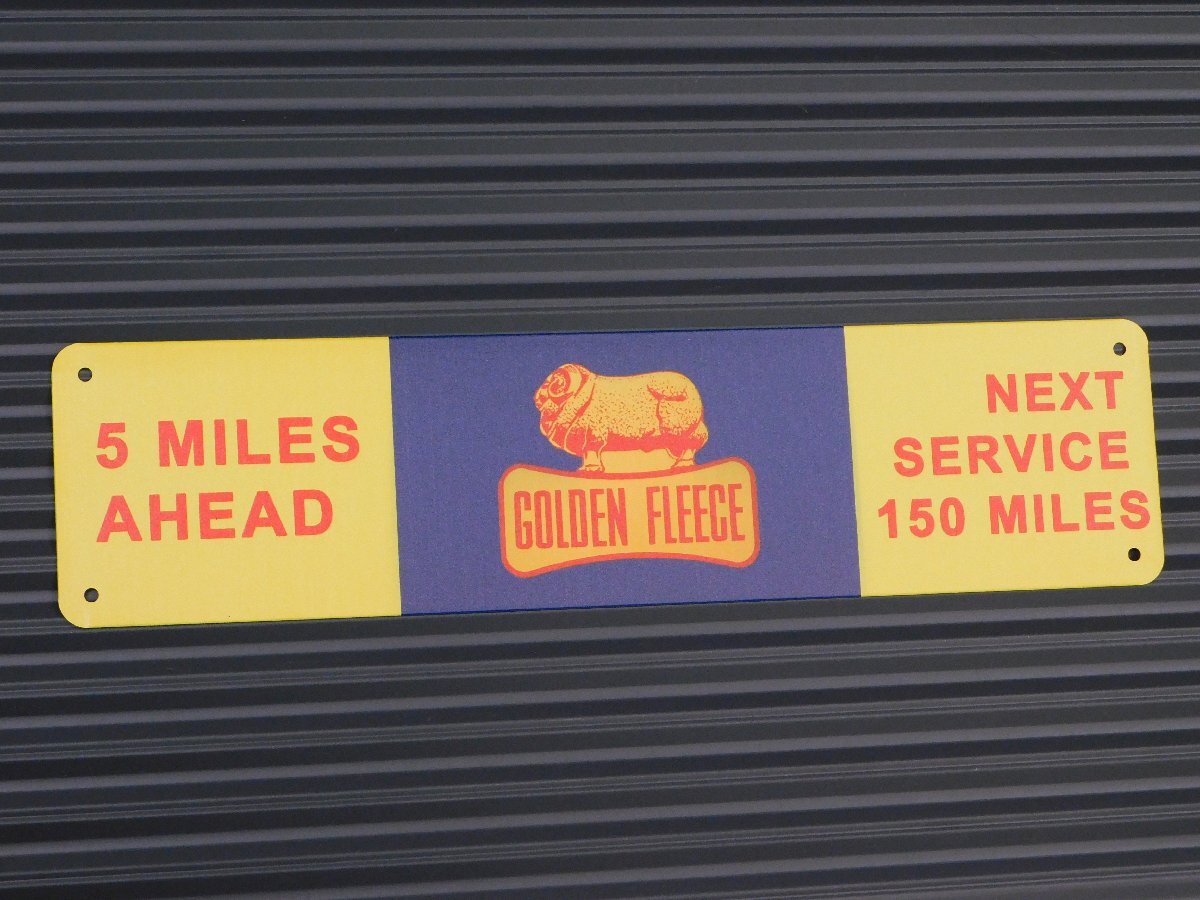 5 MILES
AHEAD
GOLDEN FLEECE
NEXT
SERVICE
150 MILES